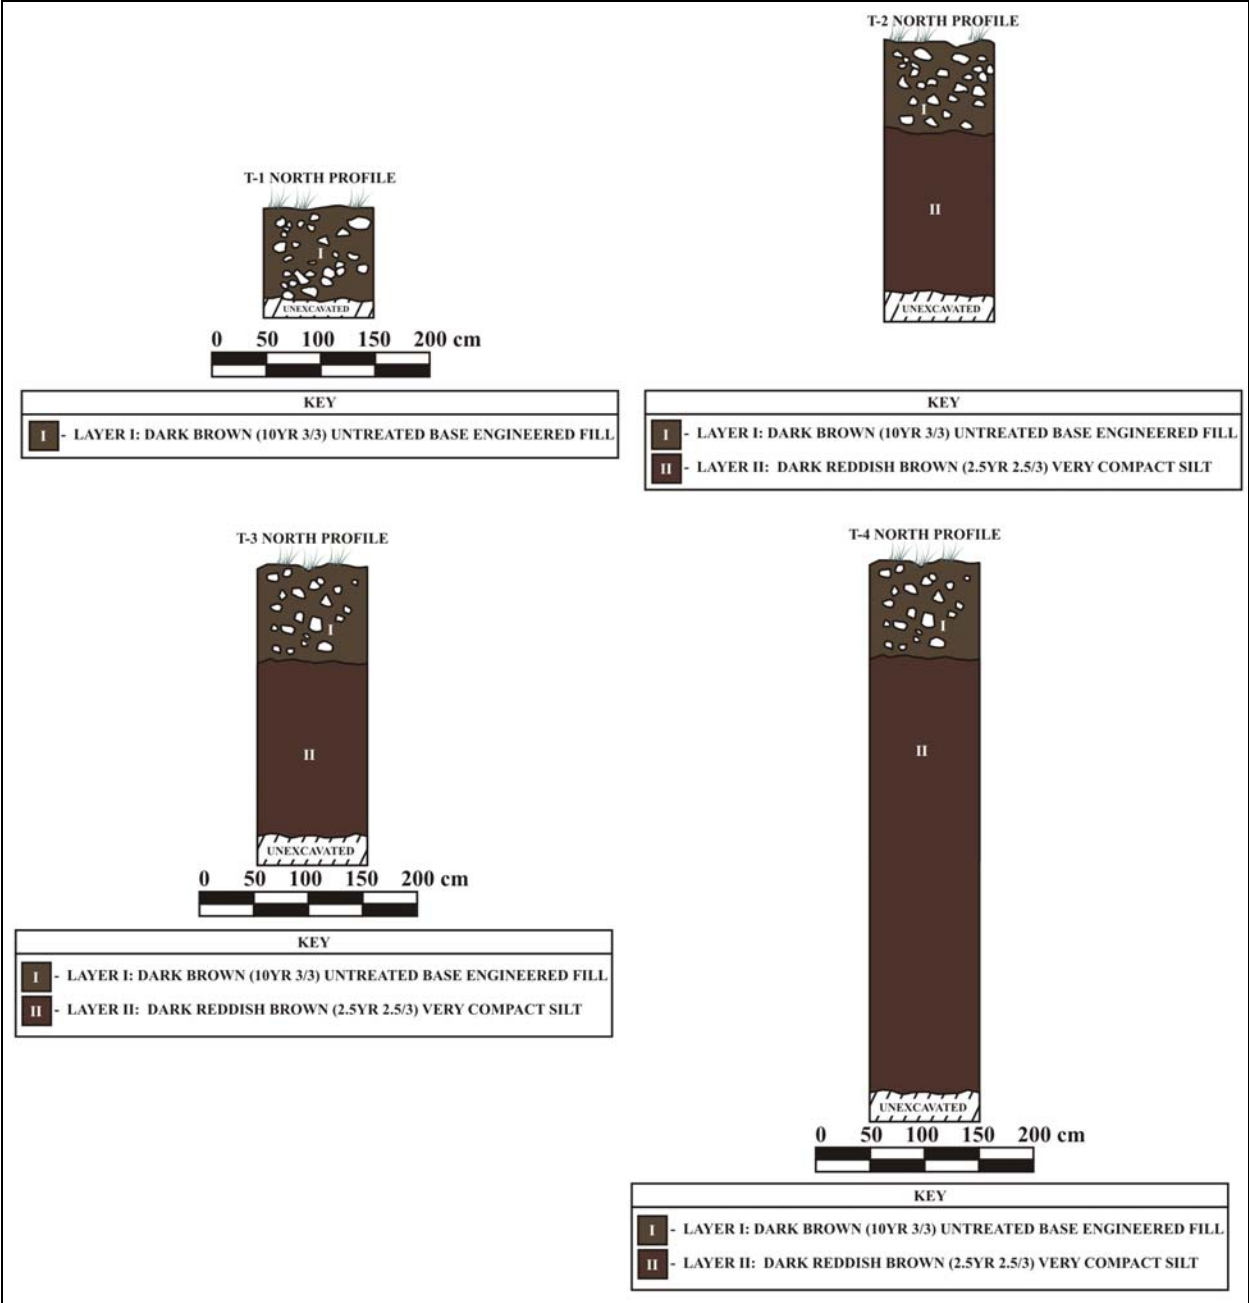 T-1 NORTH PROFILE
I
UNEXCAVATED
0 50 100 150 200 cm
KEY
I - LAYER I: DARK BROWN (10YR 3/3) UNTREATED BASE ENGINEERED FILL
T-2 NORTH PROFILE
I
II
UNEXCAVATED
KEY
I - LAYER I: DARK BROWN (10YR 3/3) UNTREATED BASE ENGINEERED FILL
II - LAYER II: DARK REDDISH BROWN (2.5YR 2.5/3) VERY COMPACT SILT
T-3 NORTH PROFILE
I
II
UNEXCAVATED
0 50 100 150 200 cm
KEY
I - LAYER I: DARK BROWN (10YR 3/3) UNTREATED BASE ENGINEERED FILL
II - LAYER II: DARK REDDISH BROWN (2.5YR 2.5/3) VERY COMPACT SILT
T-4 NORTH PROFILE
I
II
UNEXCAVATED
0 50 100 150 200 cm
KEY
I - LAYER I: DARK BROWN (10YR 3/3) UNTREATED BASE ENGINEERED FILL
II - LAYER II: DARK REDDISH BROWN (2.5YR 2.5/3) VERY COMPACT SILT